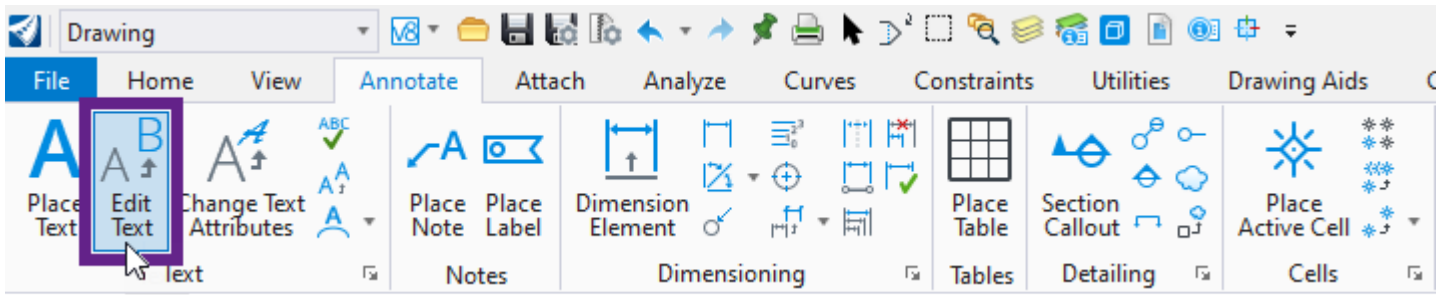 Drawing
V8
File Home View Annotate Attach Analyze Curves Constraints Utilities Drawing Aids
A
A B
A A
ABC
A A
A
A
Place Text
Edit Text
Change Text Attributes
Place Note
Place Label
Dimension Element
Place Table
Section Callout
Place Active Cell
Text
Notes
Dimensioning
Tables
Detailing
Cells